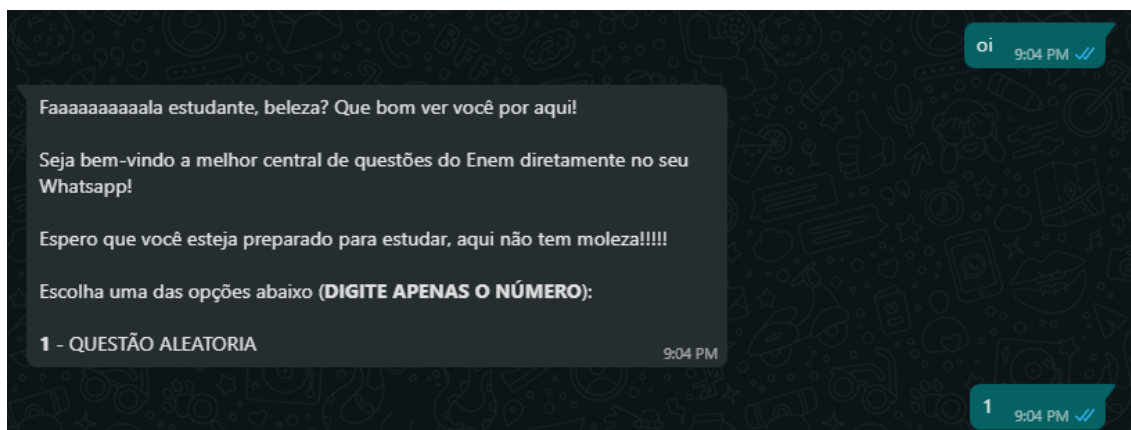 oi
9:04 PM
Faaaaaaaaaala estudante, beleza? Que bom ver você por aqui!
Seja bem-vindo a melhor central de questões do Enem diretamente no seu
Whatsapp!
Espero que você esteja preparado para estudar, aqui não tem moleza!!!!!
Escolha uma das opções abaixo (DIGITE APENAS O NÚMERO):
1 - QUESTÃO ALEATORIA
9:04 PM
1
9:04 PM